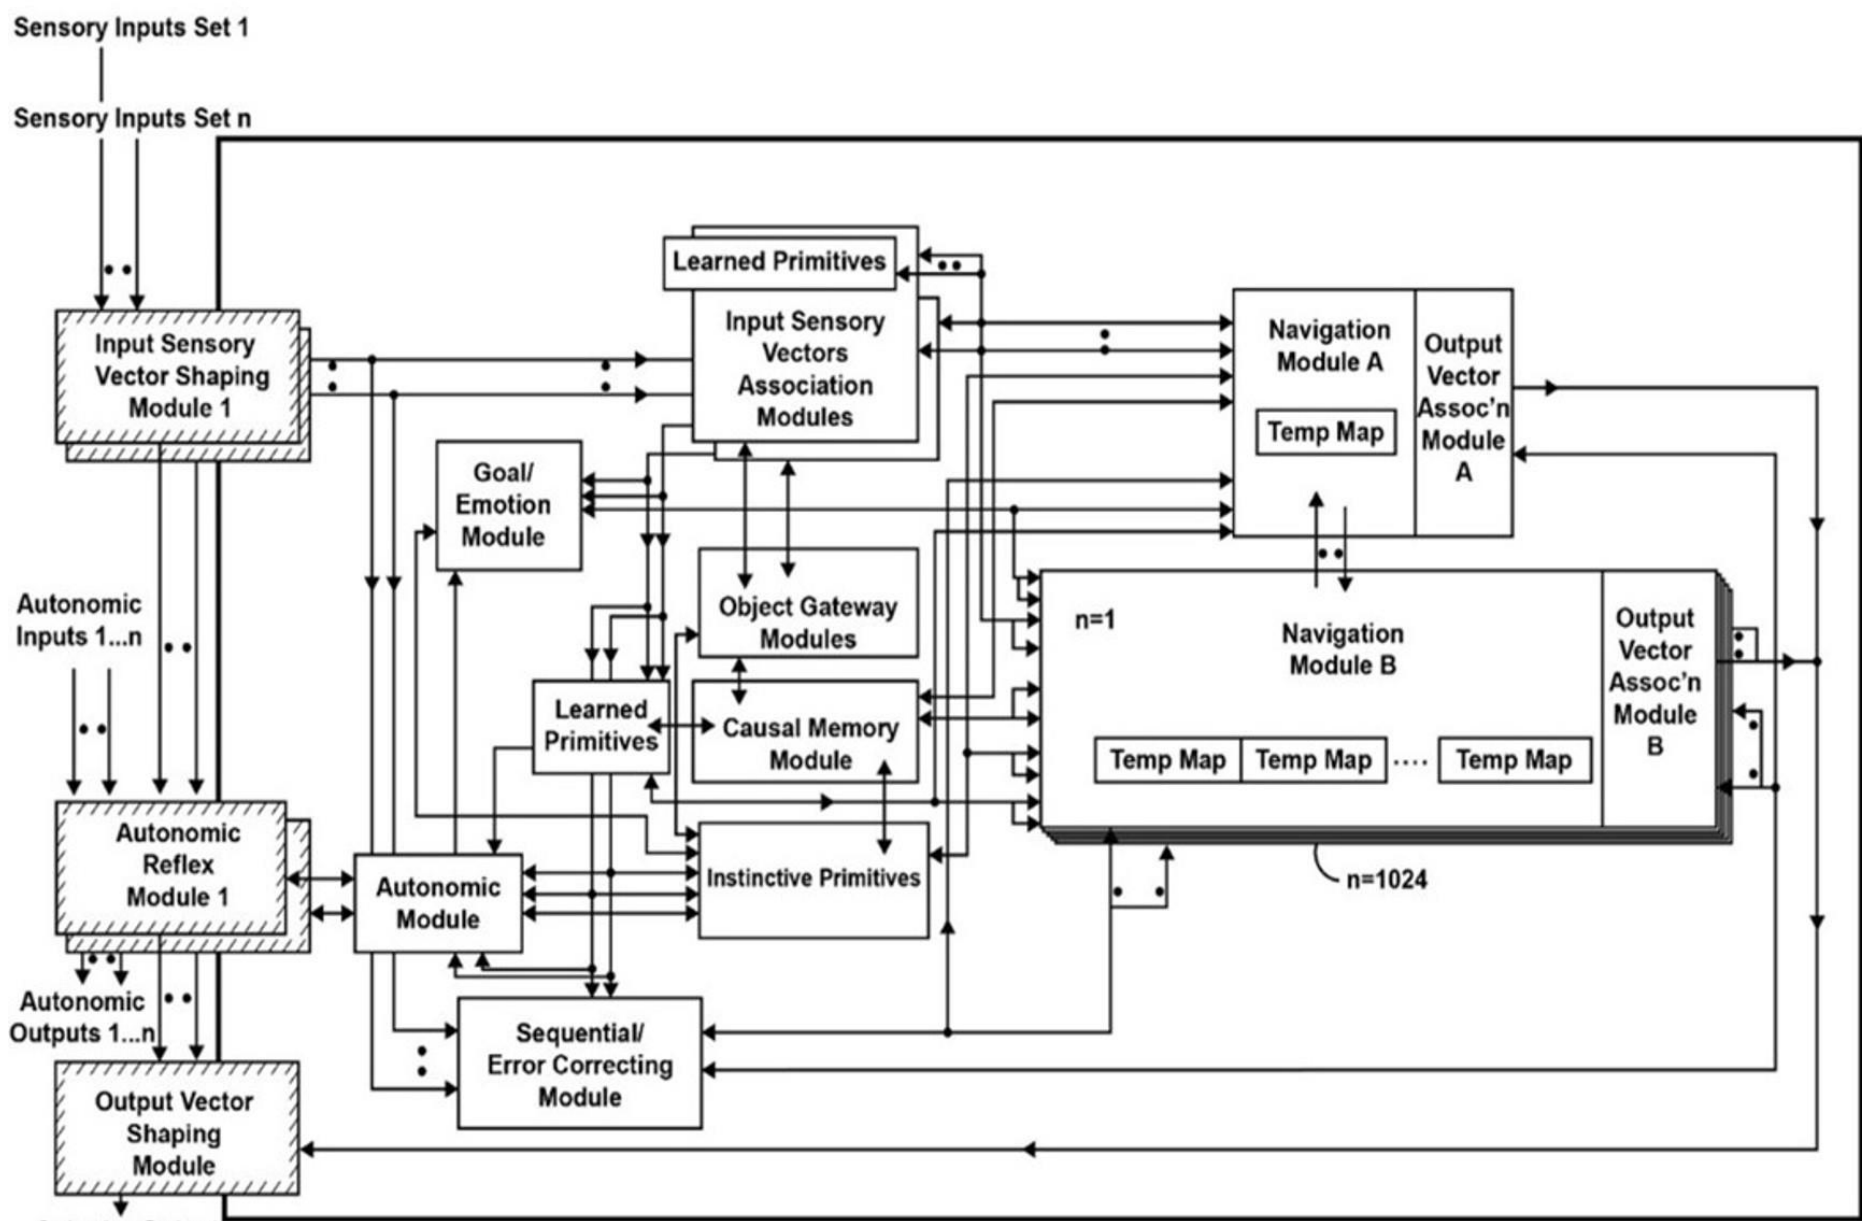 Sensory Inputs Set 1
Sensory Inputs Set n
Learned Primitives
Input Sensory
Vectors
Association
Modules
Input Sensory
Vector Shaping
Module 1
Navigation
Module A
Temp Map
Output
Vector
Assoc'n
Module
A
Goal/
Emotion
Module
Autonomic
Inputs 1...n
Object Gateway
Modules
n=1
Navigation
Module B
Temp Map
Temp Map
....
Temp Map
Output
Vector
Assoc'n
Module
B
Learned
Primitives
Causal Memory
Module
Autonomic
Reflex
Module 1
Autonomic
Module
Instinctive Primitives
n=1024
Autonomic
Outputs 1...n
Sequential/
Error Correcting
Module
Output Vector
Shaping
Module